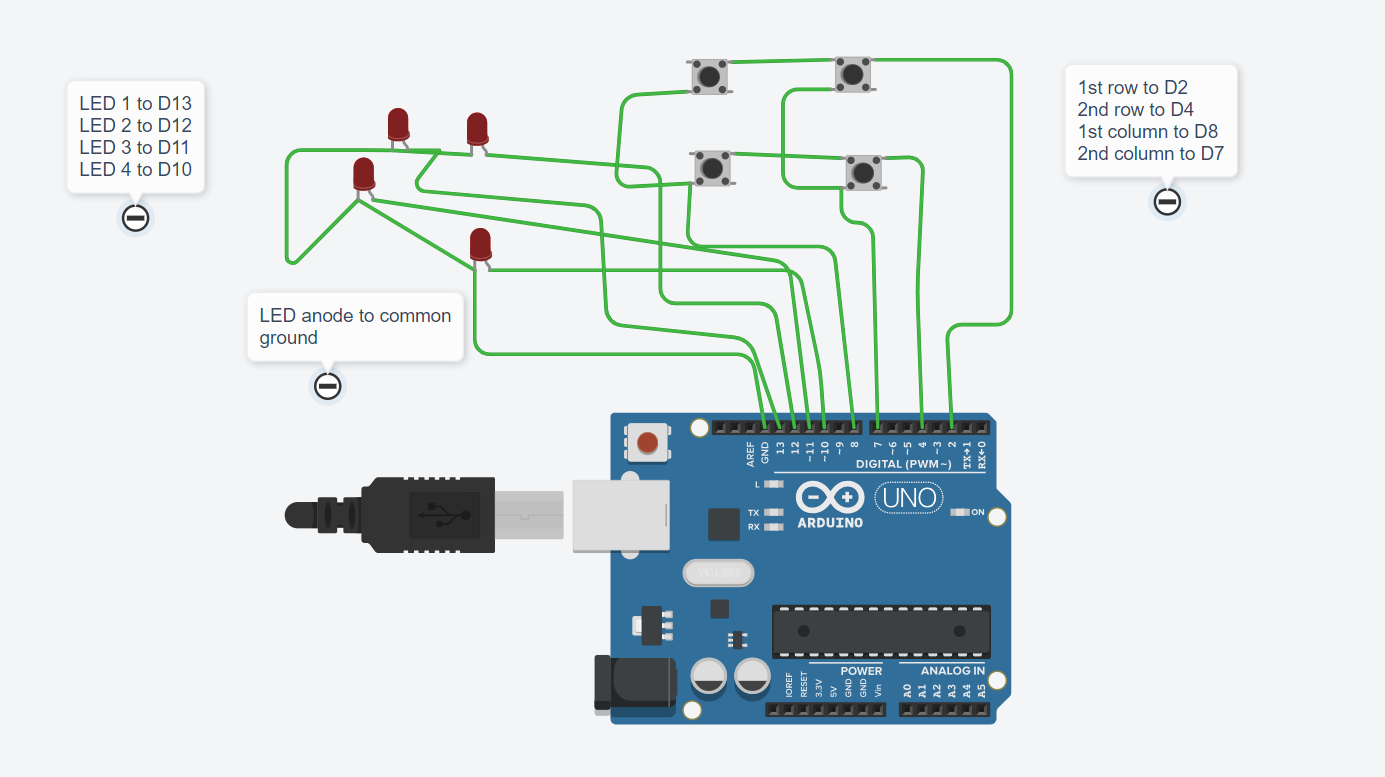 LED 1 to D13
LED 2 to D12
LED 3 to D11
LED 4 to D10
1st row to D2
2nd row to D4
1st column to D8
2nd column to D7
LED anode to common
ground
AREF
GND
13
12
~11
~10
~9
8
7
~6
~5
4
~3
2
TX→1
RX←0
DIGITAL (PWM~)
L
TX
RX
ARDUINO
UNO
ON
POWER
ANALOG IN
IOREF
RESET
3.3V
5V
GND
GND
Vin
A0
A1
A2
A3
A4
A5